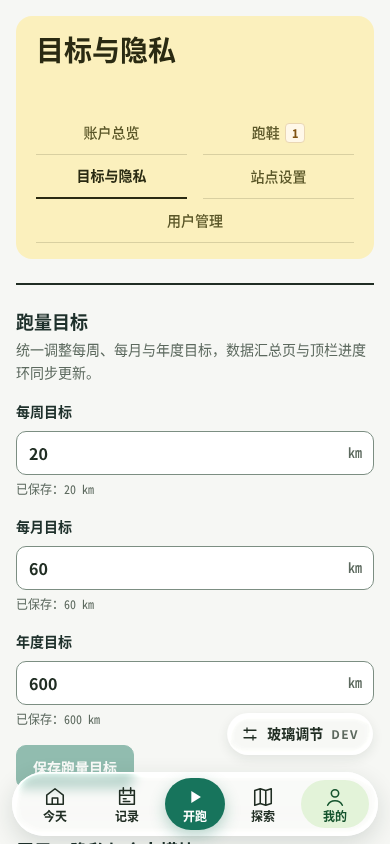 目标与隐私
账户总览
跑鞋 1
目标与隐私
站点设置
用户管理
跑量目标
统一调整每周、每月与年度目标，数据汇总页与顶栏进度
环同步更新。
每周目标
20 km
已保存：20 km
每月目标
60 km
已保存：60 km
年度目标
600 km
已保存：600 km
玻璃调节 DEV
保存跑量目标
今天
记录
开跑
探索
我的